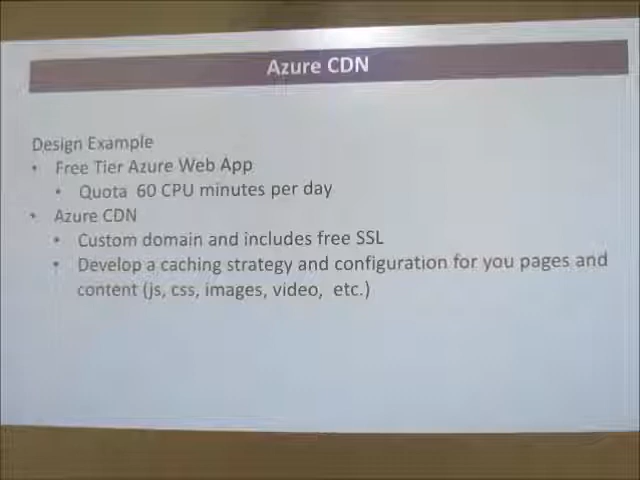 Azure CDN
Design Example
• Free Tier Azure Web App
• Quota 60 CPU minutes per day
• Azure CDN
• Custom domain and includes free SSL
• Develop a caching strategy and configuration for you pages and
content (js, css, images, video, etc.)